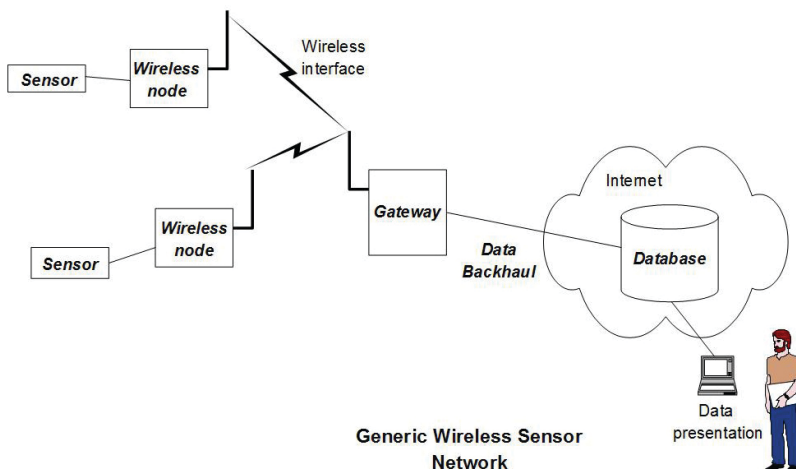 Wireless
interface
Sensor
Wireless
node
Internet
Gateway
Wireless
node
Sensor
Data
Backhaul
Database
Data
presentation
Generic Wireless Sensor
Network